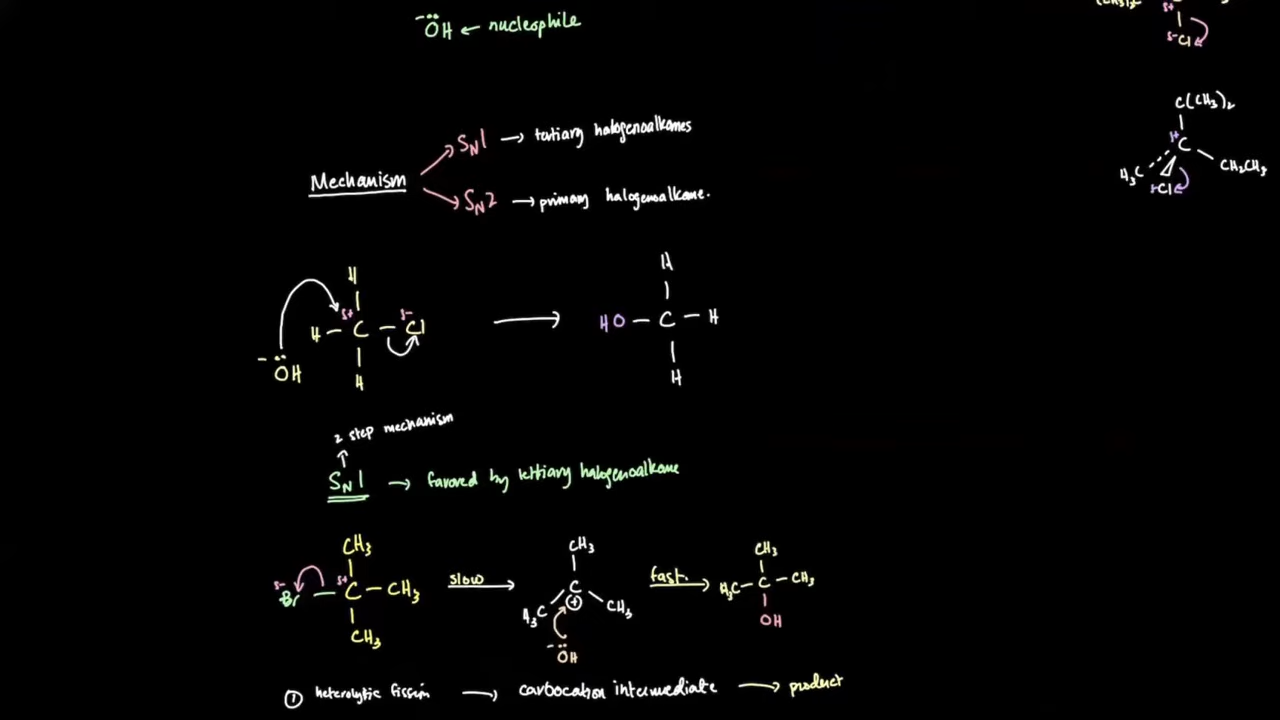 ⁻ÖH ← nucleophile
δ+
δ- Cl
C(CH₃)₂
Mechanism
SN1 → tertiary halogenoalkanes
SN2 → primary halogenoalkane.
δ+
C
H₃C
CH₂CH₃
Cl
H
δ+ δ-
H – C – Cl
H
⁻ÖH
→
H
HO – C – H
H
2 step mechanism
SN1 → favored by tertiary halogenoalkane
CH₃
δ- δ+
Br – C – CH₃
CH₃
slow
CH₃
C
+
H₃C CH₃
⁻ÖH
fast.
CH₃
H₃C – C – CH₃
OH
① heterolytic fission → carbocation intermediate → product